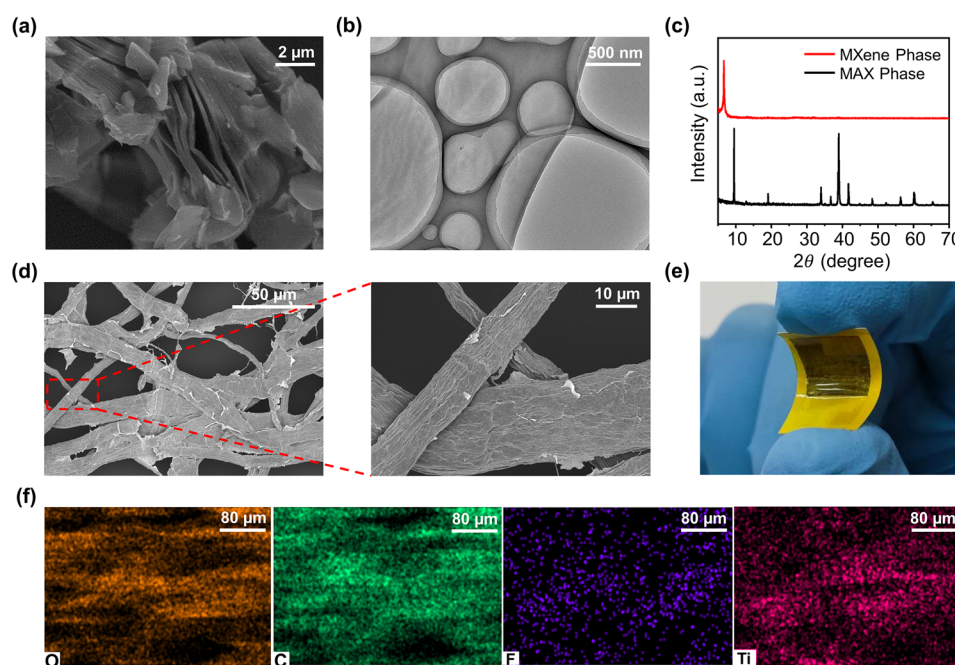 (a)
2 μm
(b)
500 nm
(c)
MXene Phase
MAX Phase
Intensity (a.u.)
10 20 30 40 50 60 70
2θ (degree)
(d)
50 μm
10 μm
(e)
(f)
80 μm
80 μm
80 μm
80 μm
O
C
F
Ti